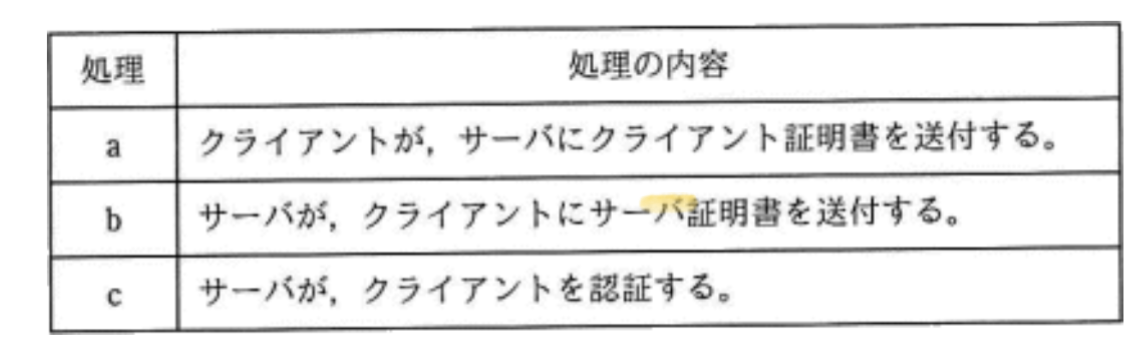 処理 処理の内容
a クライアントが，サーバにクライアント証明書を送付する。
b サーバが，クライアントにサーバ証明書を送付する。
c サーバが，クライアントを認証する。